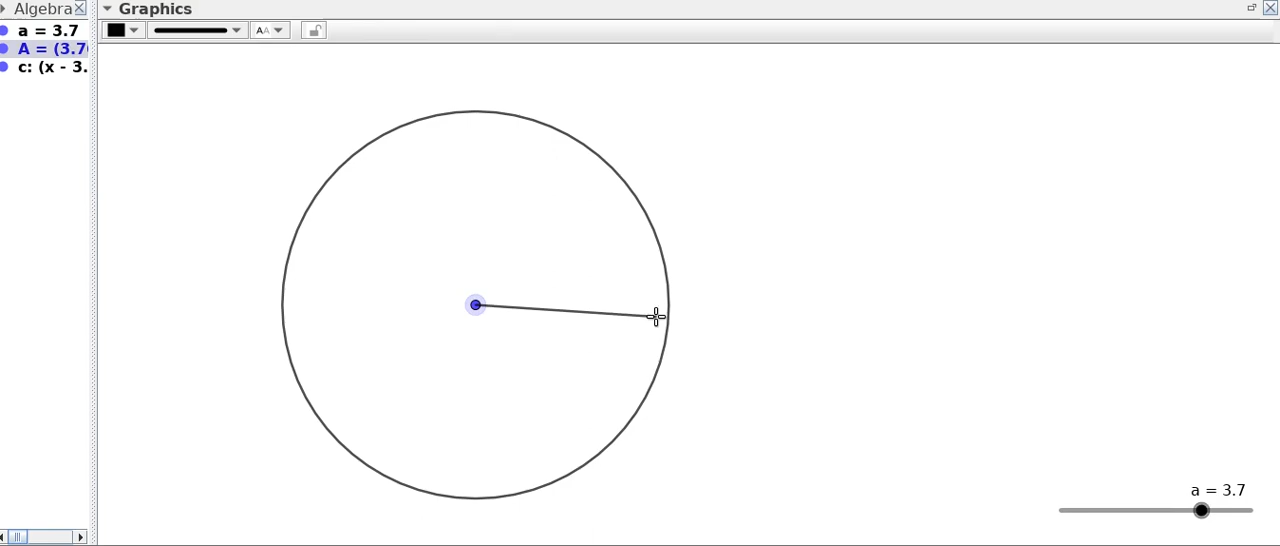 Algebra
Graphics
a = 3.7
A = (3.7
c: (x - 3.
AA
a = 3.7